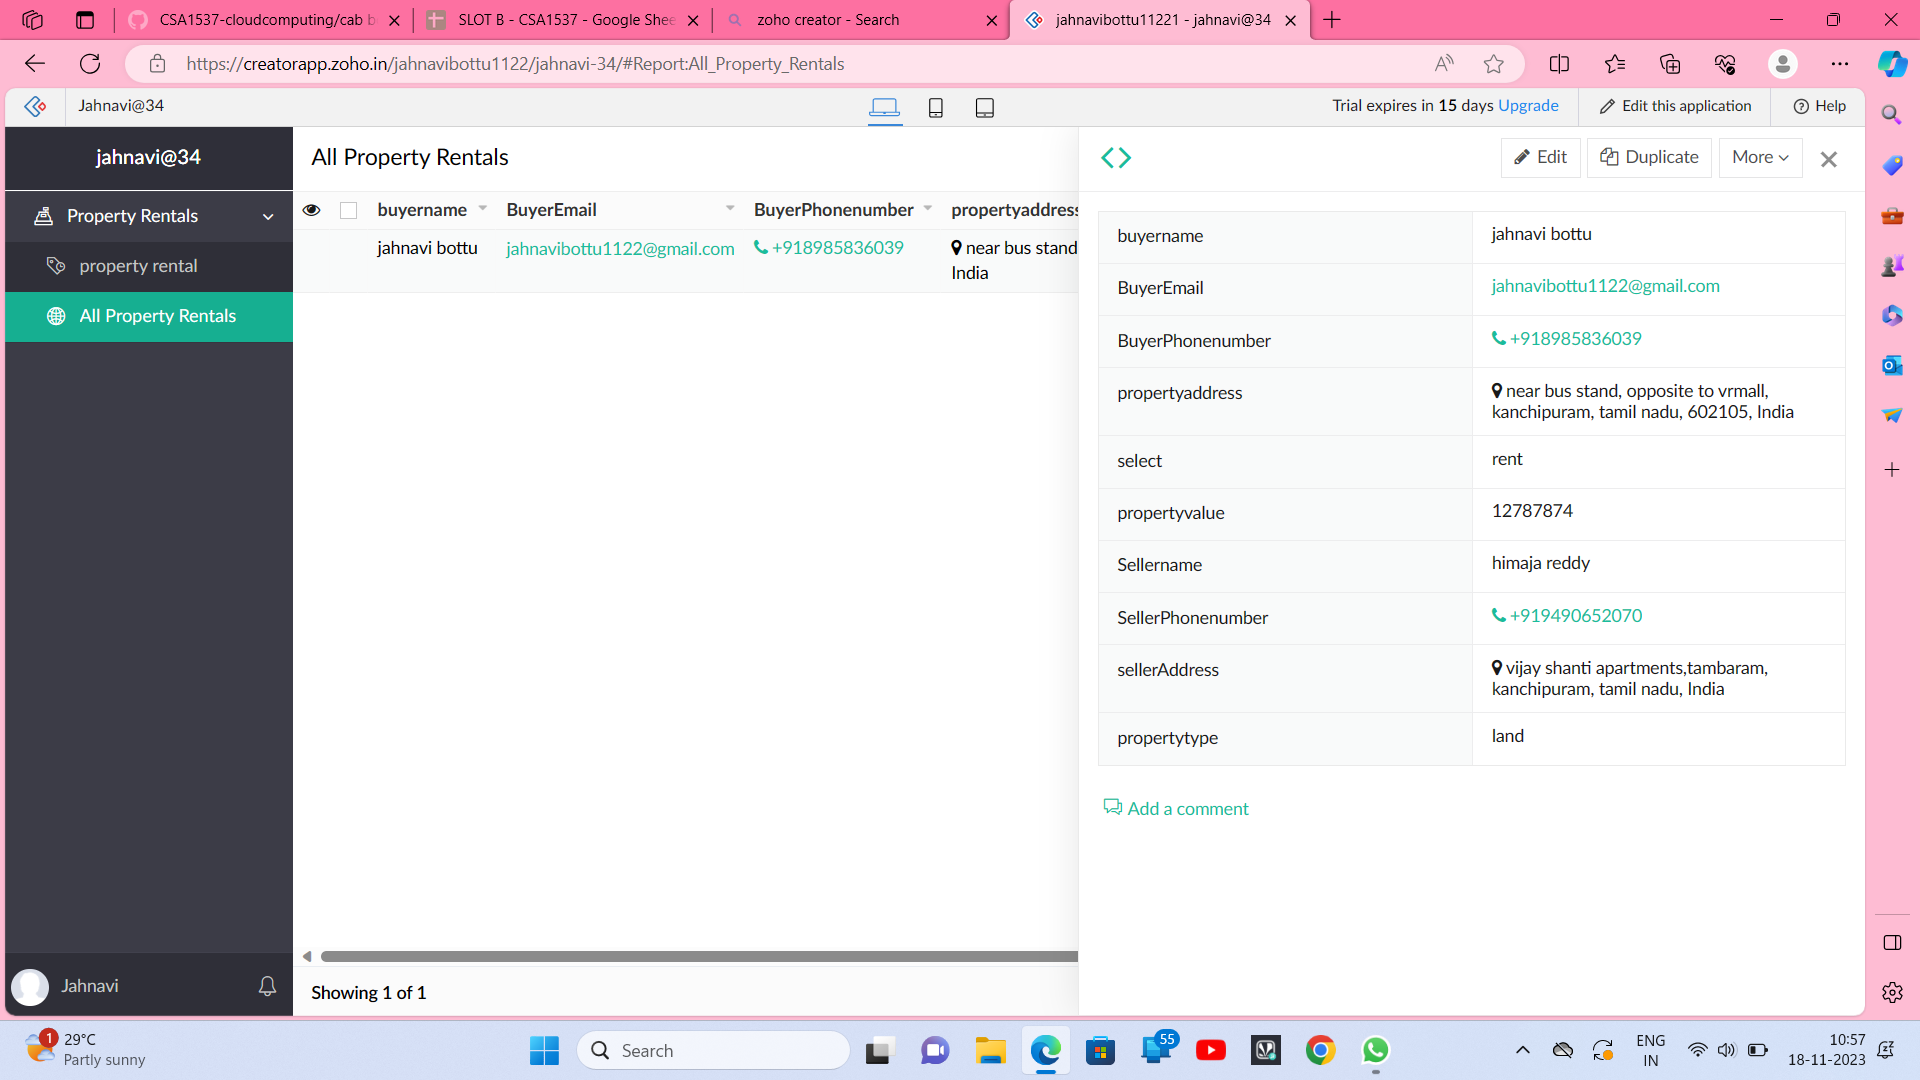 CSA1537-cloudcomputing/cab b
SLOT B - CSA1537 - Google Shee
zoho creator - Search
jahnavibottu11221 - jahnavi@34
https://creatorapp.zoho.in/jahnavibottu1122/jahnavi-34/#Report:All_Property_Rentals
Jahnavi@34
Trial expires in 15 days Upgrade
Edit this application
Help
jahnavi@34
Property Rentals
property rental
All Property Rentals
Jahnavi
All Property Rentals
buyername BuyerEmail BuyerPhonenumber propertyaddress
jahnavi bottu jahnavibottu1122@gmail.com +918985836039 near bus stand
India
Showing 1 of 1
Edit Duplicate More
buyername jahnavi bottu
BuyerEmail jahnavibottu1122@gmail.com
BuyerPhonenumber +918985836039
propertyaddress near bus stand, opposite to vrmall,
kanchipuram, tamil nadu, 602105, India
select rent
propertyvalue 12787874
Sellername himaja reddy
SellerPhonenumber +919490652070
sellerAddress vijay shanti apartments,tambaram,
kanchipuram, tamil nadu, India
propertytype land
Add a comment
1
29°C
Partly sunny
Search
55
ENG
IN
10:57
18-11-2023